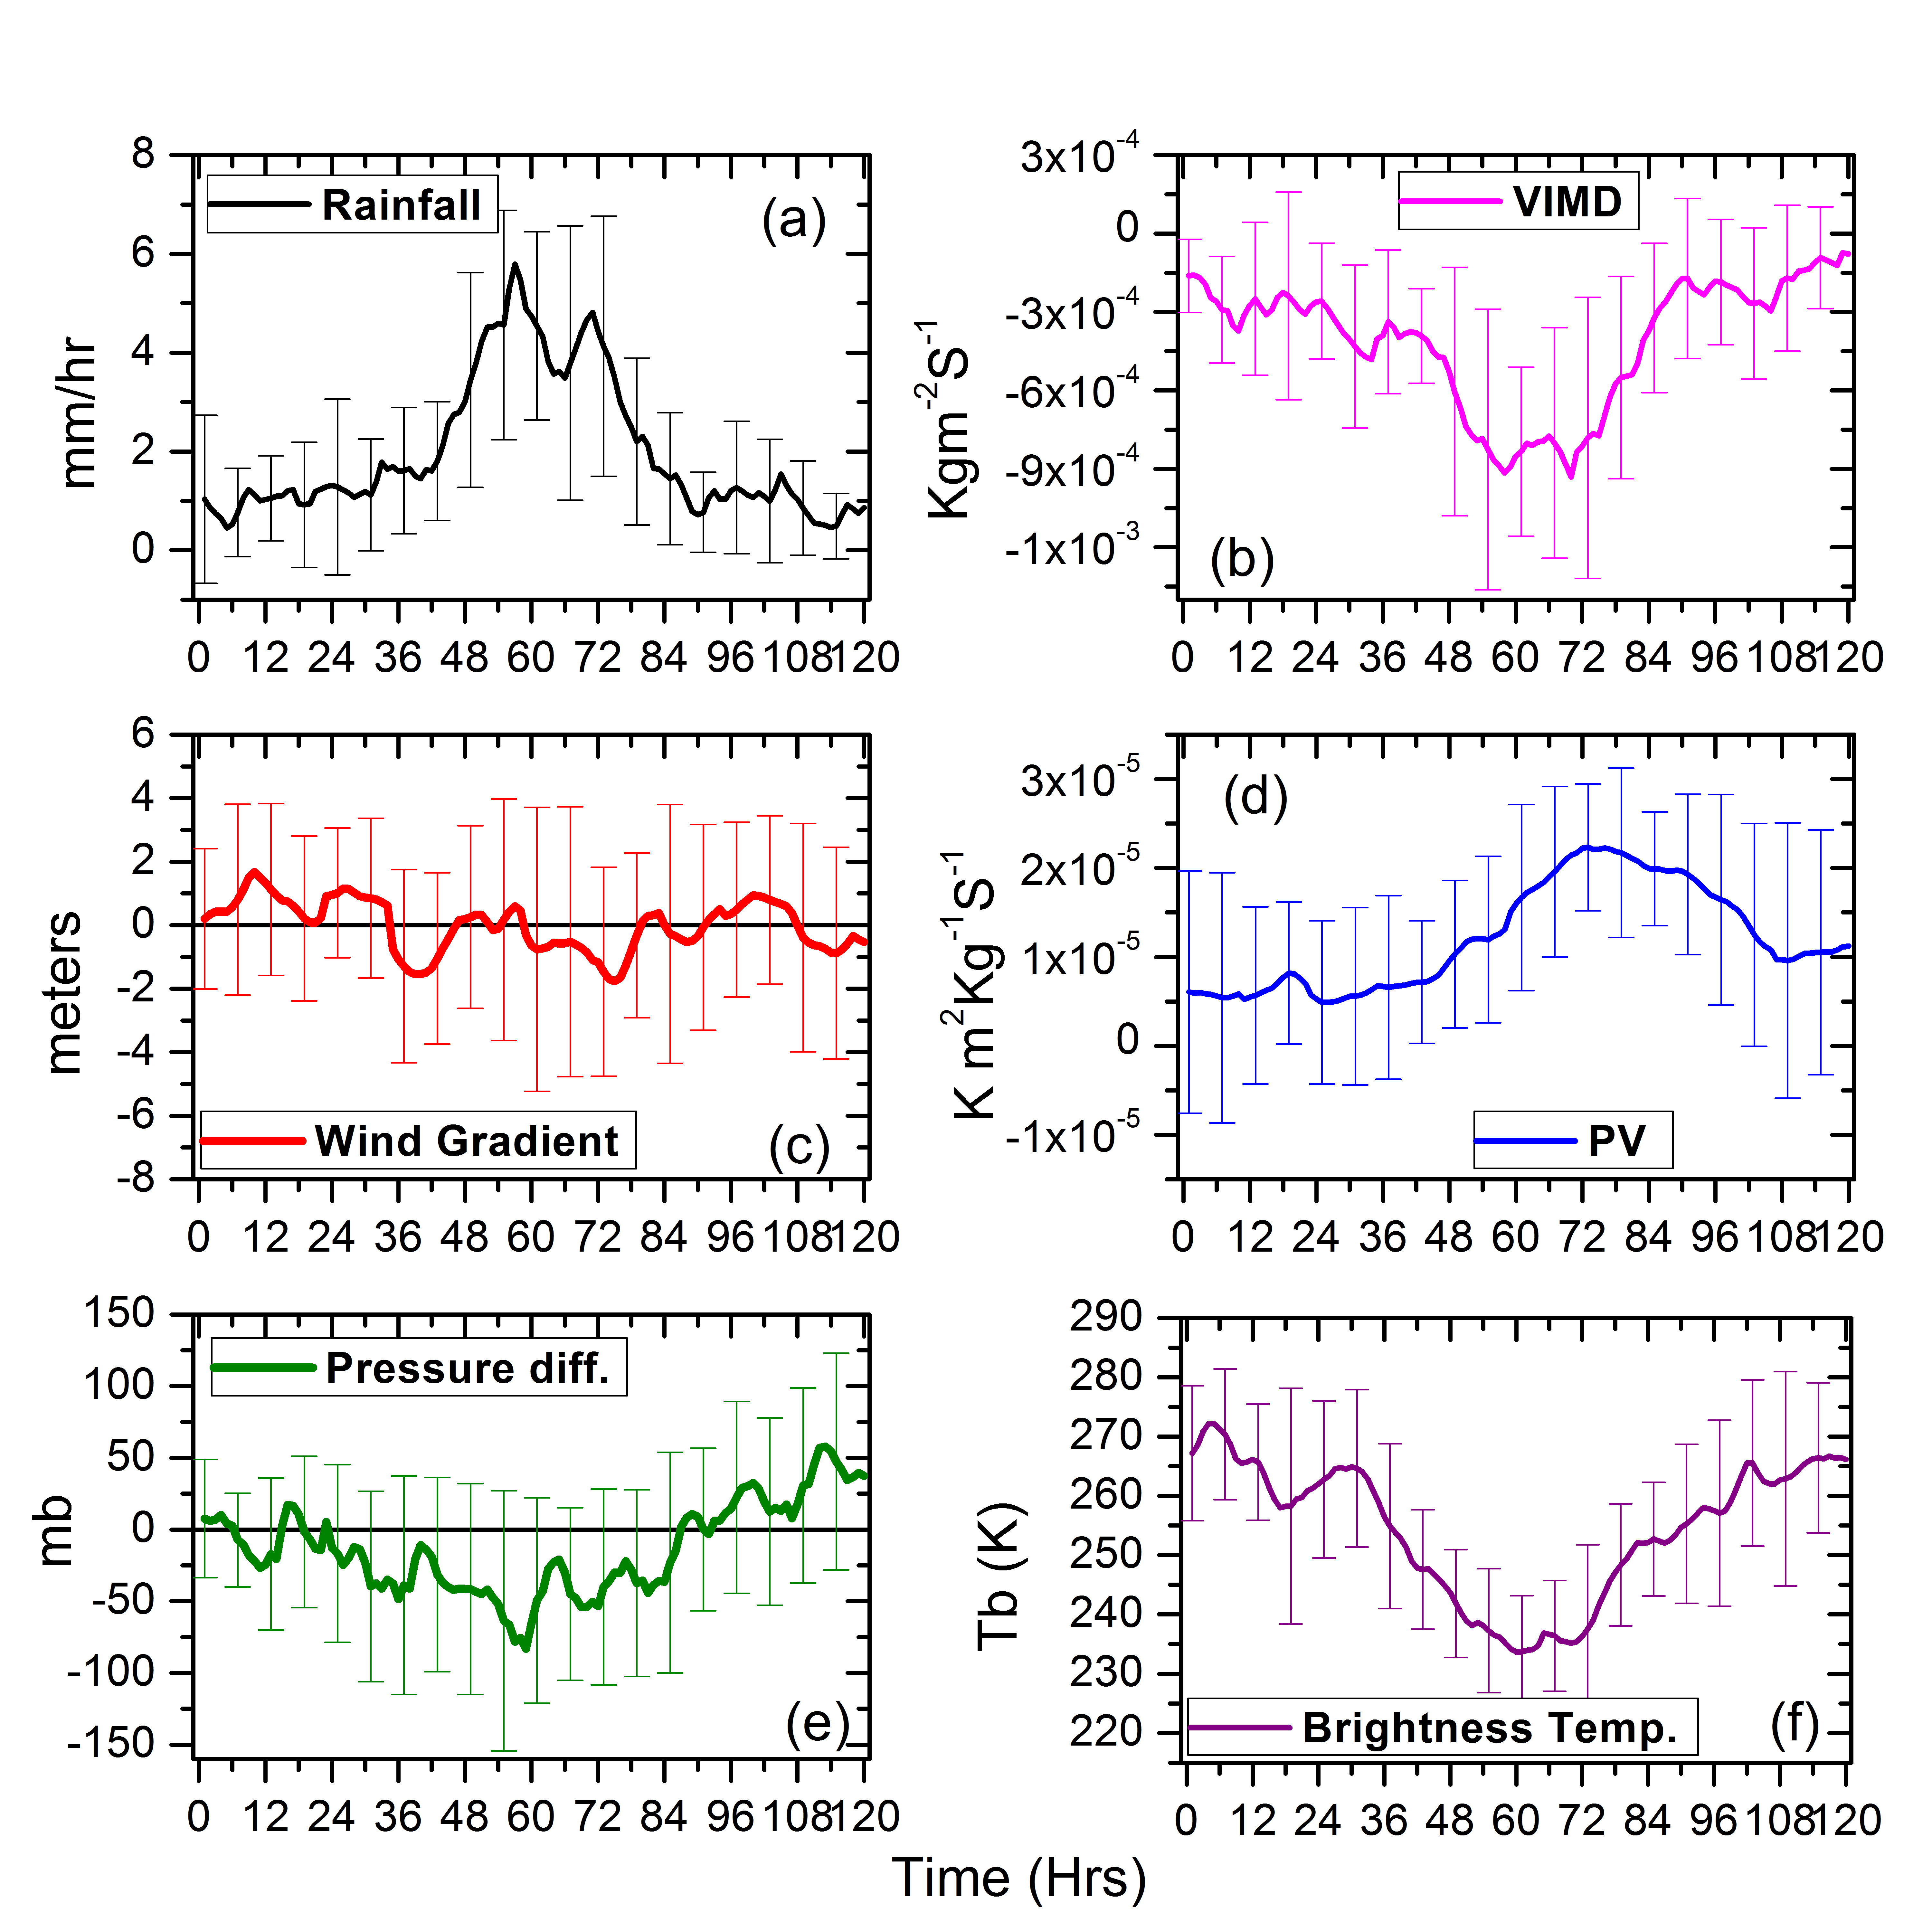 8
6
4
2
0
mm/hr
Rainfall
(a)
0 12 24 36 48 60 72 84 96 108 120
3x10-4
0
-3x10-4
-6x10-4
-9x10-4
-1x10-3
Kgm-2S-1
VIMD
(b)
0 12 24 36 48 60 72 84 96 108 120
6
4
2
0
-2
-4
-6
-8
meters
Wind Gradient
(c)
0 12 24 36 48 60 72 84 96 108 120
3x10-5
2x10-5
1x10-5
0
-1x10-5
K m2Kg-1S-1
(d)
PV
0 12 24 36 48 60 72 84 96 108 120
150
100
50
0
-50
-100
-150
mb
Pressure diff.
(e)
0 12 24 36 48 60 72 84 96 108 120
290
280
270
260
250
240
230
220
Tb (K)
Brightness Temp.
(f)
0 12 24 36 48 60 72 84 96 108 120
Time (Hrs)